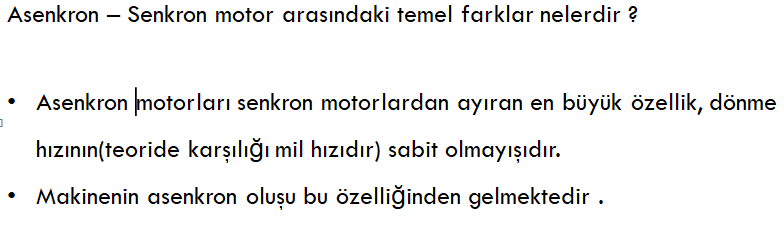 Asenkron – Senkron motor arasındaki temel farklar nelerdir ?
• Asenkron motorları senkron motorlardan ayıran en büyük özellik, dönme
hızının(teoride karşılığı mil hızıdır) sabit olmayışıdır.
• Makinenin asenkron oluşu bu özelliğinden gelmektedir .